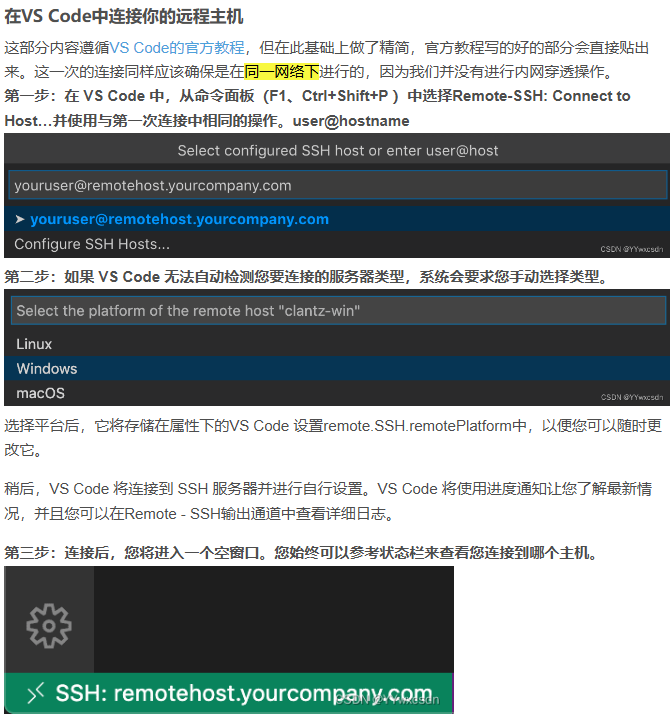 在VS Code中连接你的远程主机
这部分内容遵循VS Code的官方教程，但在此基础上做了精简，官方教程写的好的部分会直接贴出
来。这一次的连接同样应该确保是在同一网络下进行的，因为我们并没有进行内网穿透操作。
第一步：在 VS Code 中，从命令面板（F1、Ctrl+Shift+P ）中选择Remote-SSH: Connect to
Host…并使用与第一次连接中相同的操作。user@hostname
Select configured SSH host or enter user@host
youruser@remotehost.yourcompany.com
➤ youruser@remotehost.yourcompany.com
Configure SSH Hosts...
CSDN @YYwxcsdn
第二步：如果 VS Code 无法自动检测您要连接的服务器类型，系统会要求您手动选择类型。
Select the platform of the remote host "clantz-win"
Linux
Windows
macOS
CSDN @YYwxcsdn
选择平台后，它将存储在属性下的VS Code 设置remote.SSH.remotePlatform中，以便您可以随时更
改它。
稍后，VS Code 将连接到 SSH 服务器并进行自行设置。VS Code 将使用进度通知让您了解最新情
况，并且您可以在Remote - SSH输出通道中查看详细日志。
第三步：连接后，您将进入一个空窗口。您始终可以参考状态栏来查看您连接到哪个主机。
SSH: remotehost.yourcompany.com
CSDN @YYwxcsdn